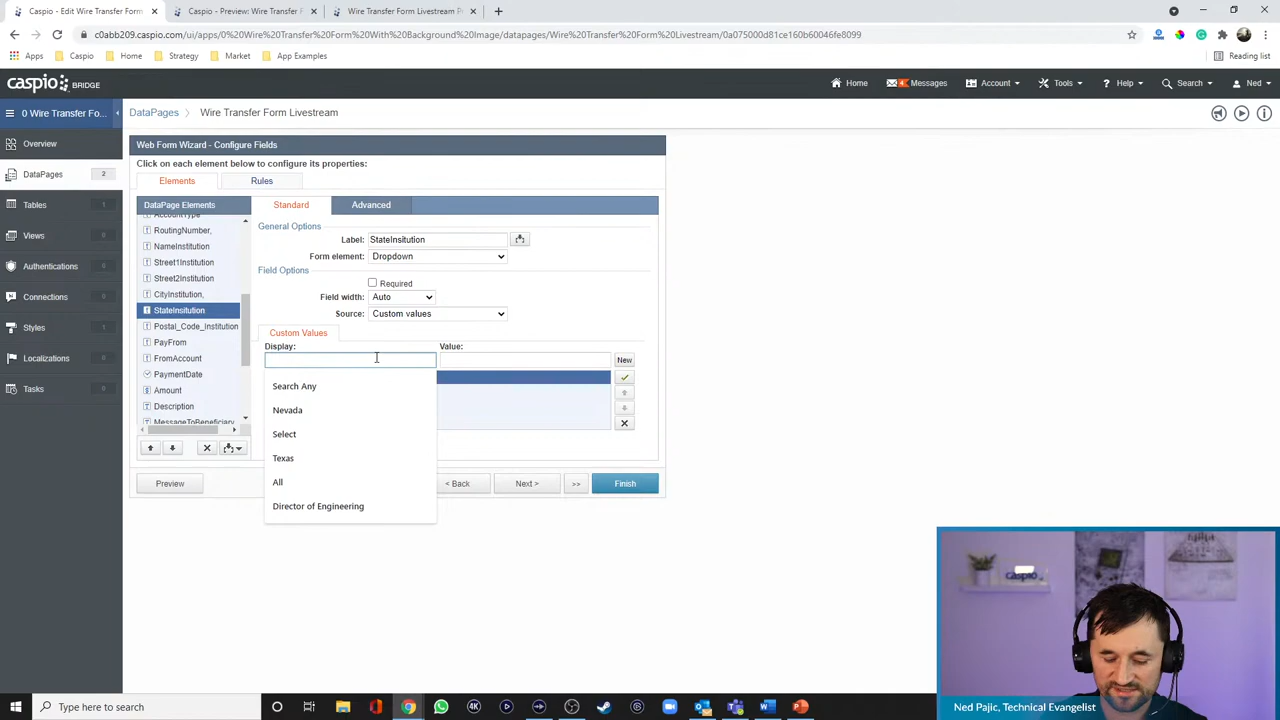 Caspio - Edit Wire Transfer Form
Caspio - Preview: Wire Transfer F
Wire Transfer Form Livestream P
c0abb209.caspio.com/ui/apps/0%20Wire%20Transfer%20Form%20With%20Background%20Image/datapages/Wire%20Transfer%20Form%20Livestream/0a075000d81ce160b60046fe8099
Apps Caspio Home Strategy Market App Examples Reading list
caspio BRIDGE
Home Messages Account Tools ? Help Search Ned
0 Wire Transfer Fo...
DataPages Wire Transfer Form Livestream
Overview
DataPages 2
Tables 1
Views 0
Authentications 0
Connections 0
Styles 1
Localizations 0
Tasks 0
Web Form Wizard - Configure Fields
Click on each element below to configure its properties:
Elements Rules
DataPage Elements Standard Advanced
AccountType
RoutingNumber,
NameInstitution
Street1Institution
Street2Institution
CityInstitution,
StateInsitution
Postal_Code_Institution
PayFrom
FromAccount
PaymentDate
Amount
Description
MessageToBeneficiary
General Options
Label: StateInsitution
Form element: Dropdown
Field Options
Required
Field width: Auto
Source: Custom values
Custom Values
Display: Value:
New
Search Any
Nevada
Select
Texas
All
Director of Engineering
Preview < Back Next > >> Finish
caspio
Ned Pajic, Technical Evangelist
Type here to search